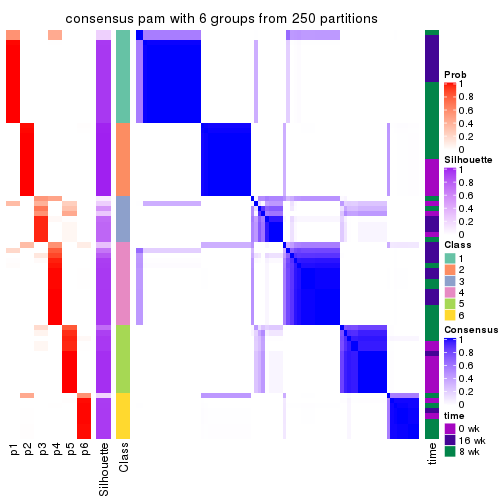 consensus pam with 6 groups from 250 partitions
Prob
1
0.8
0.6
0.4
0.2
0
Silhouette
1
0.8
0.6
0.4
0.2
0
Class
1
2
3
4
5
6
Consensus
1
0.8
0.6
0.4
0.2
0
time
0 wk
16 wk
8 wk
p1
p2
p3
p4
p5
p6
Silhouette
Class
time